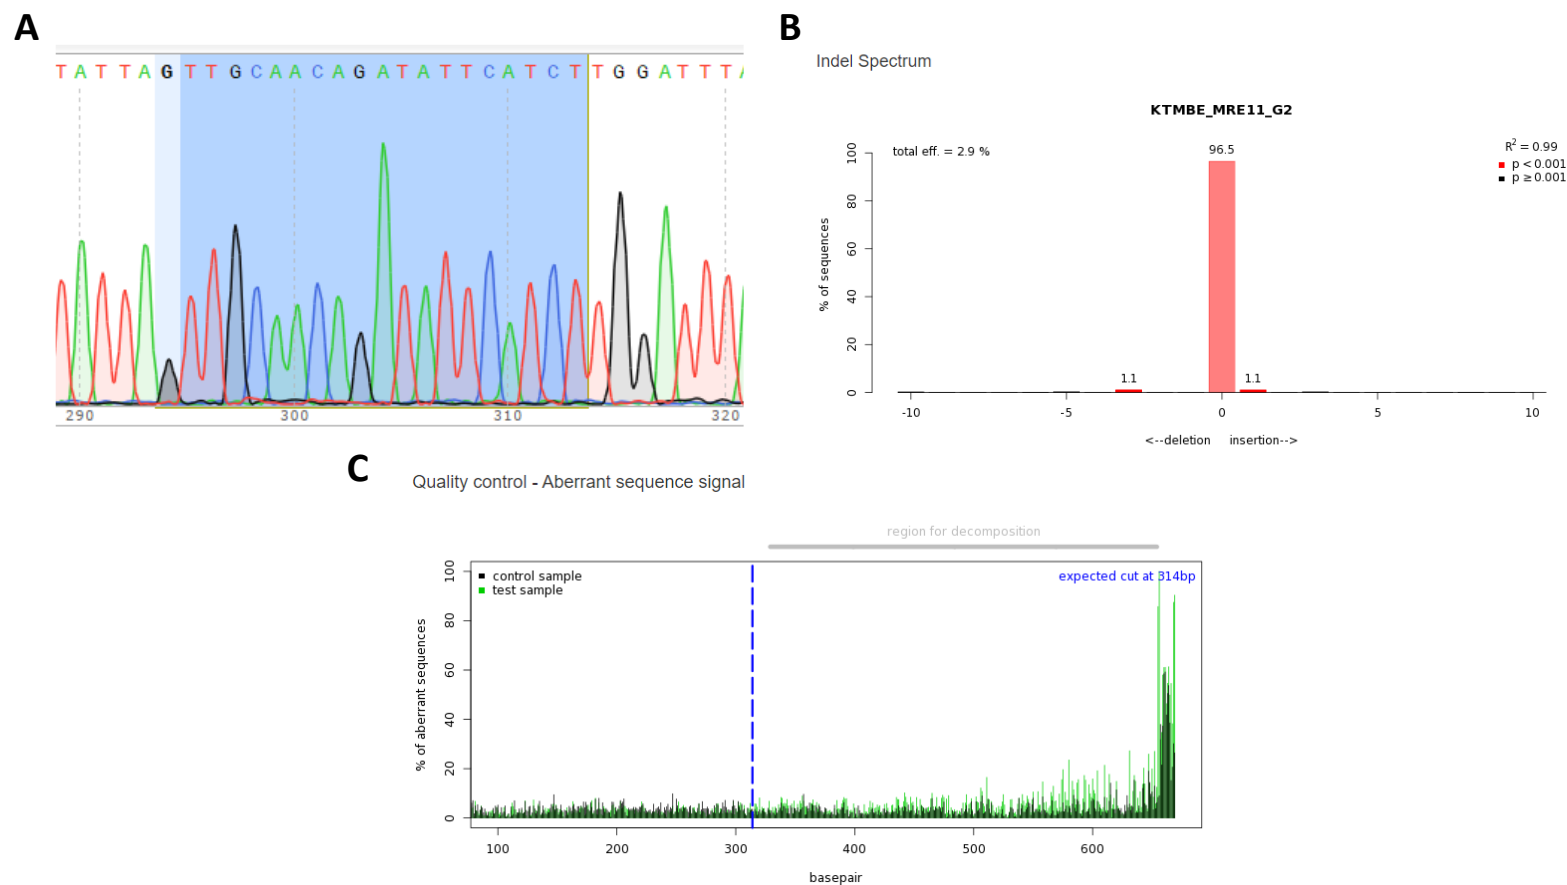 A
TATTAGTTGCAACAGATATTCATCTTGGATTTA
290 300 310 320
B
Indel Spectrum
KTMBE_MRE11_G2
total eff. = 2.9 %
R2 = 0.99
p < 0.001
p ≥ 0.001
% of sequences
100
80
60
40
20
0
96.5
1.1
1.1
-10 -5 0 5 10
<--deletion insertion-->
C
Quality control - Aberrant sequence signal
region for decomposition
control sample
test sample
expected cut at 314bp
% of aberrant sequences
100
80
60
40
20
0
100 200 300 400 500 600
basepair